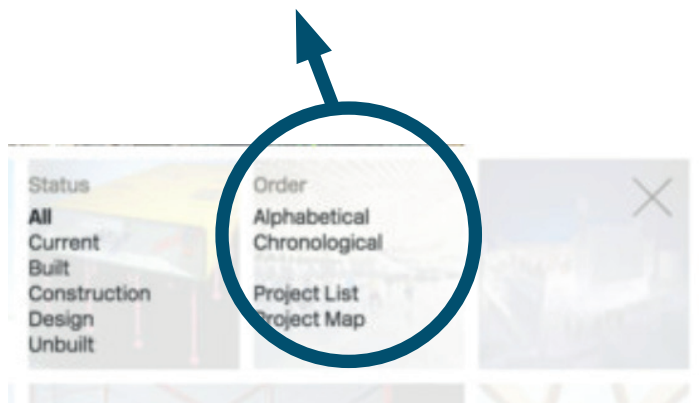 Status
All
Current
Built
Construction
Design
Unbuilt
Order
Alphabetical
Chronological
Project List
Project Map